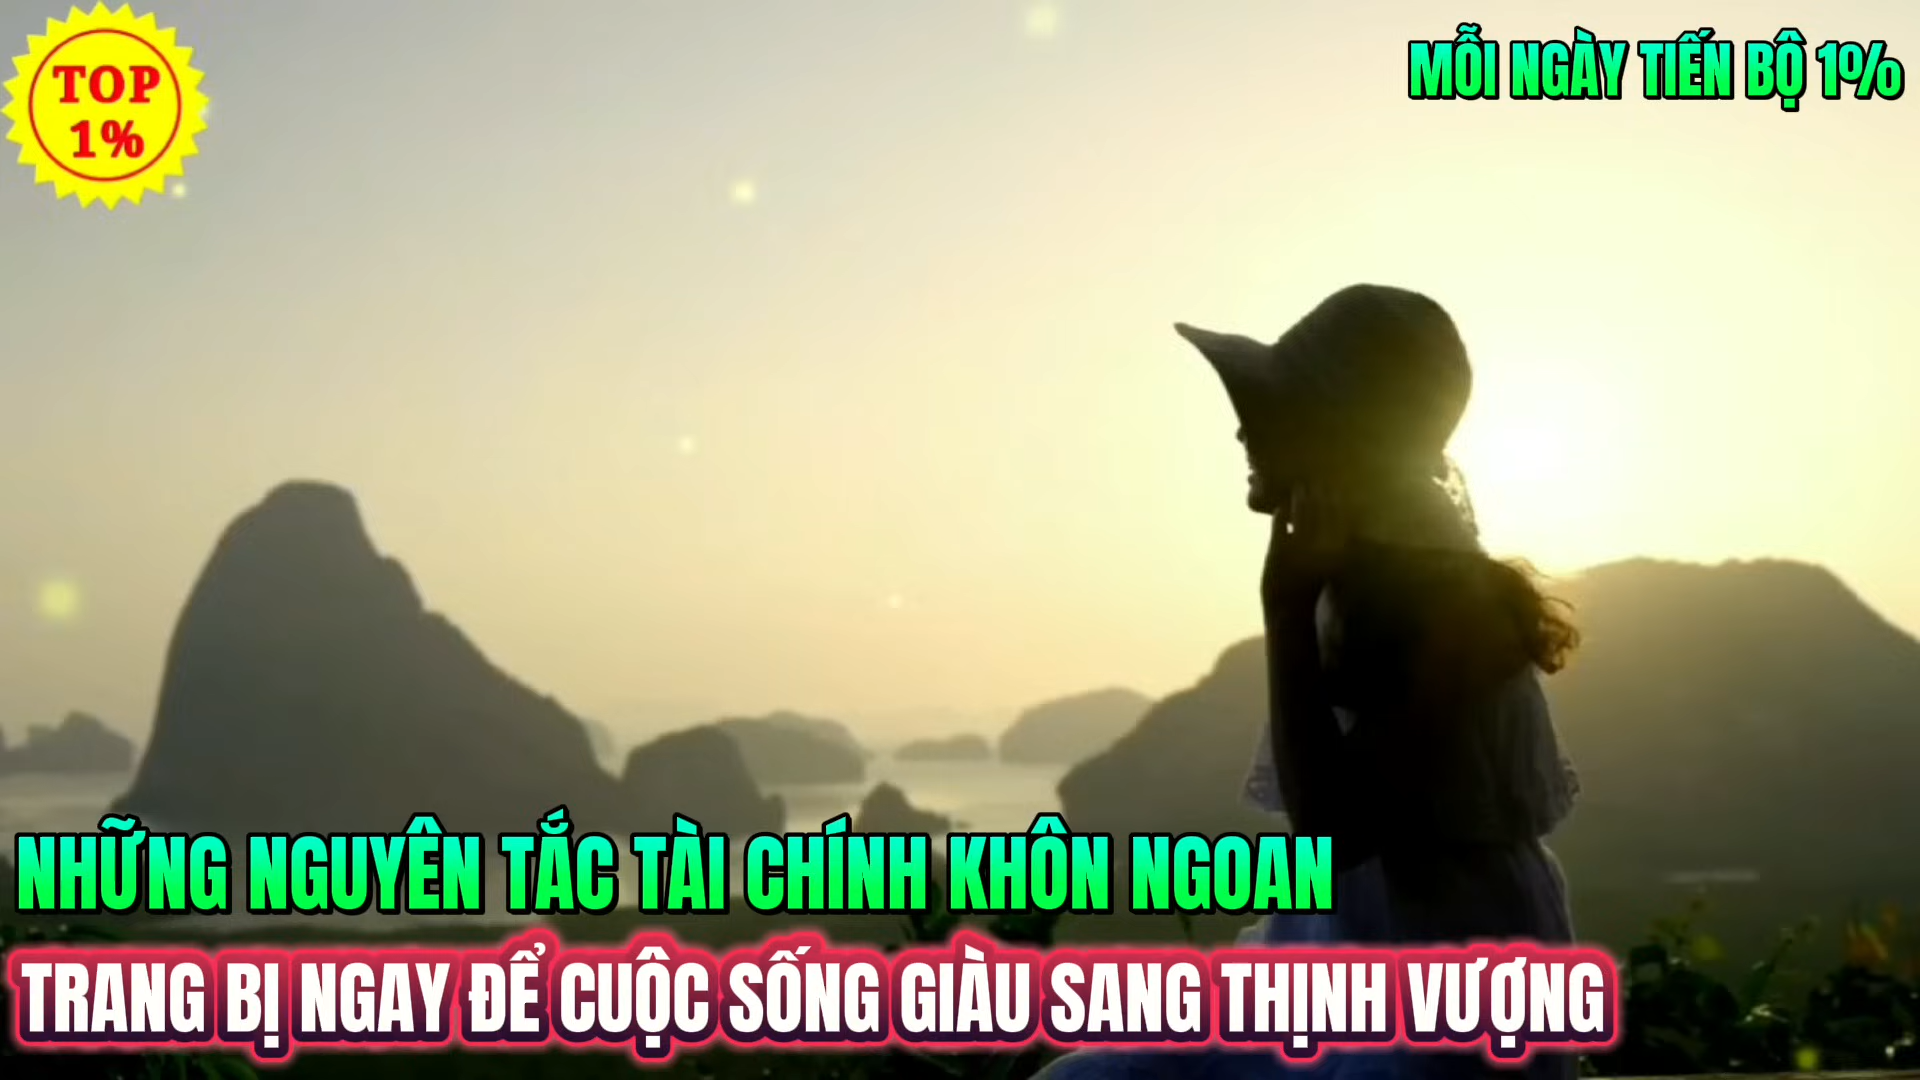 TOP
1%
MỖI NGÀY TIẾN BỘ 1%
NHỮNG NGUYÊN TẮC TÀI CHÍNH KHÔN NGOAN
TRANG BỊ NGAY ĐỂ CUỘC SỐNG GIÀU SANG THỊNH VƯỢNG